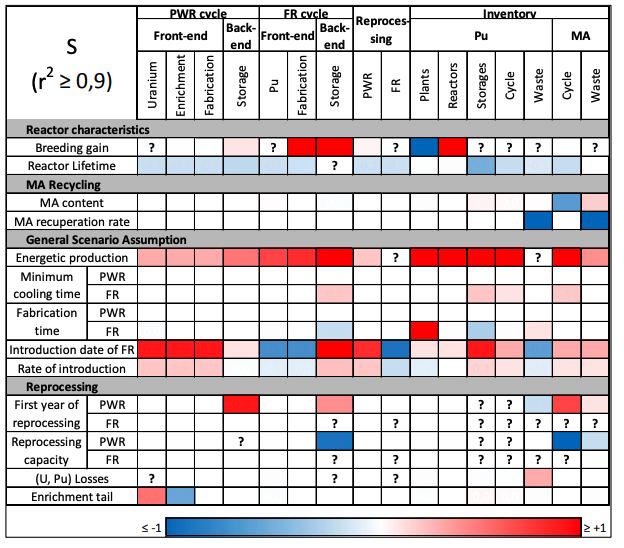 S
(r² ≥ 0,9)
PWR cycle FR cycle Reproces-sing Inventory
Front-end Back-end Front-end Back-end Pu MA
Uranium Enrichment Fabrication Storage Pu Fabrication Storage PWR FR Plants Reactors Storages Cycle Waste Cycle Waste
Reactor characteristics
Breeding gain ? ? ? ? ? ? ?
Reactor Lifetime ?
MA Recycling
MA content
MA recuperation rate
General Scenario Assumption
Energetic production ? ?
Minimum cooling time PWR
FR
Fabrication time PWR
FR
Introduction date of FR
Rate of introduction
Reprocessing
First year of reprocessing PWR ? ?
FR ? ? ? ? ? ? ?
Reprocessing capacity PWR ? ? ?
FR ? ? ? ? ? ?
(U, Pu) Losses ? ? ?
Enrichment tail
≤ -1 ≥ +1